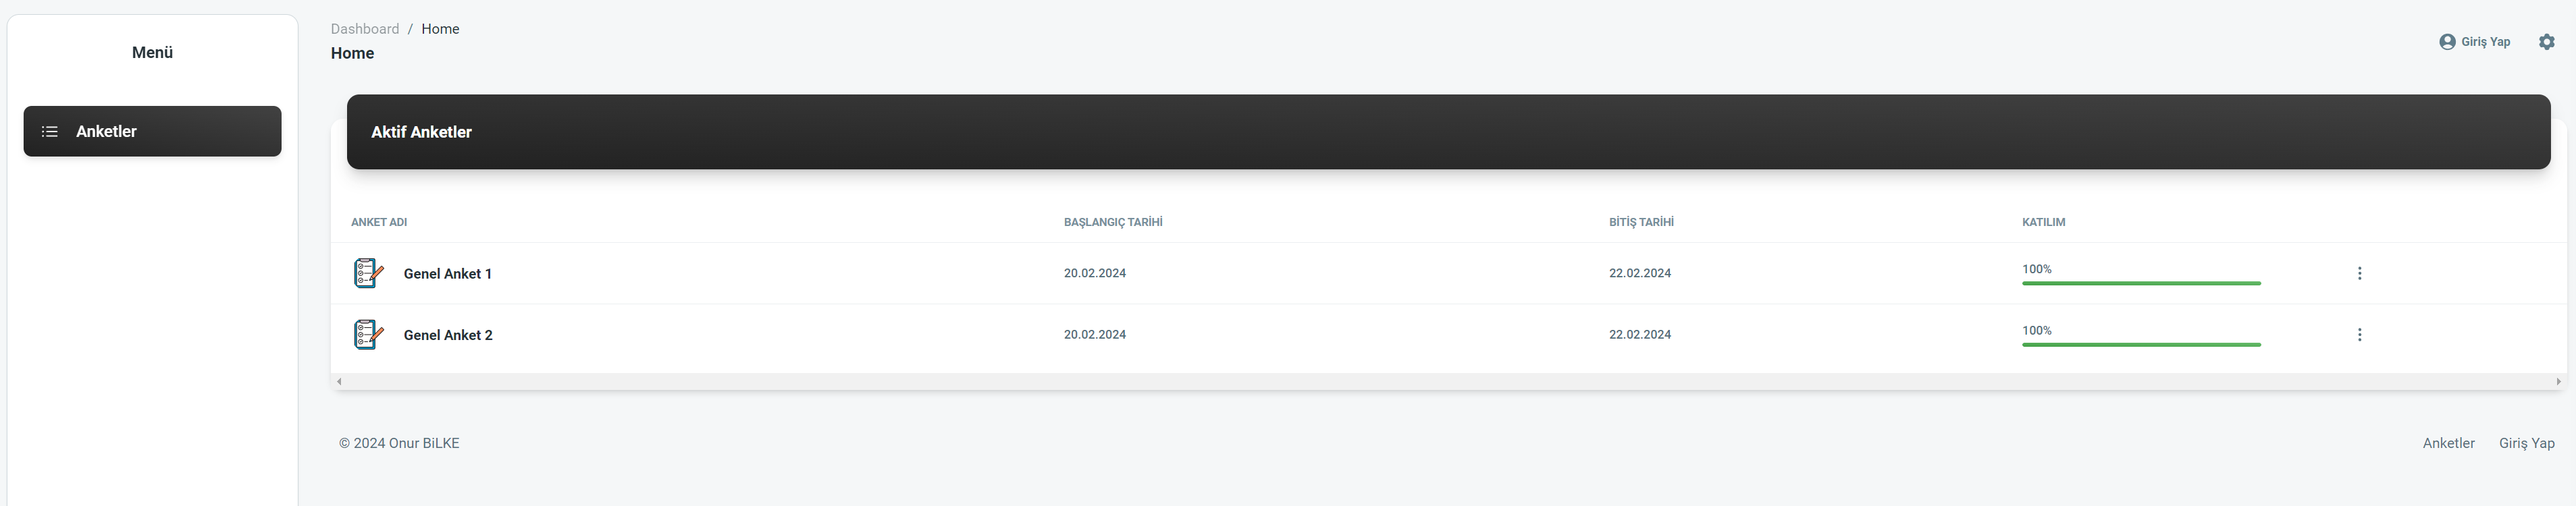 Menü
Anketler
Dashboard / Home
Home
Giriş Yap
Aktif Anketler
ANKET ADI BAŞLANGIÇ TARİHİ BİTİŞ TARİHİ KATILIM
Genel Anket 1 20.02.2024 22.02.2024 100%
Genel Anket 2 20.02.2024 22.02.2024 100%
© 2024 Onur BiLKE
Anketler Giriş Yap